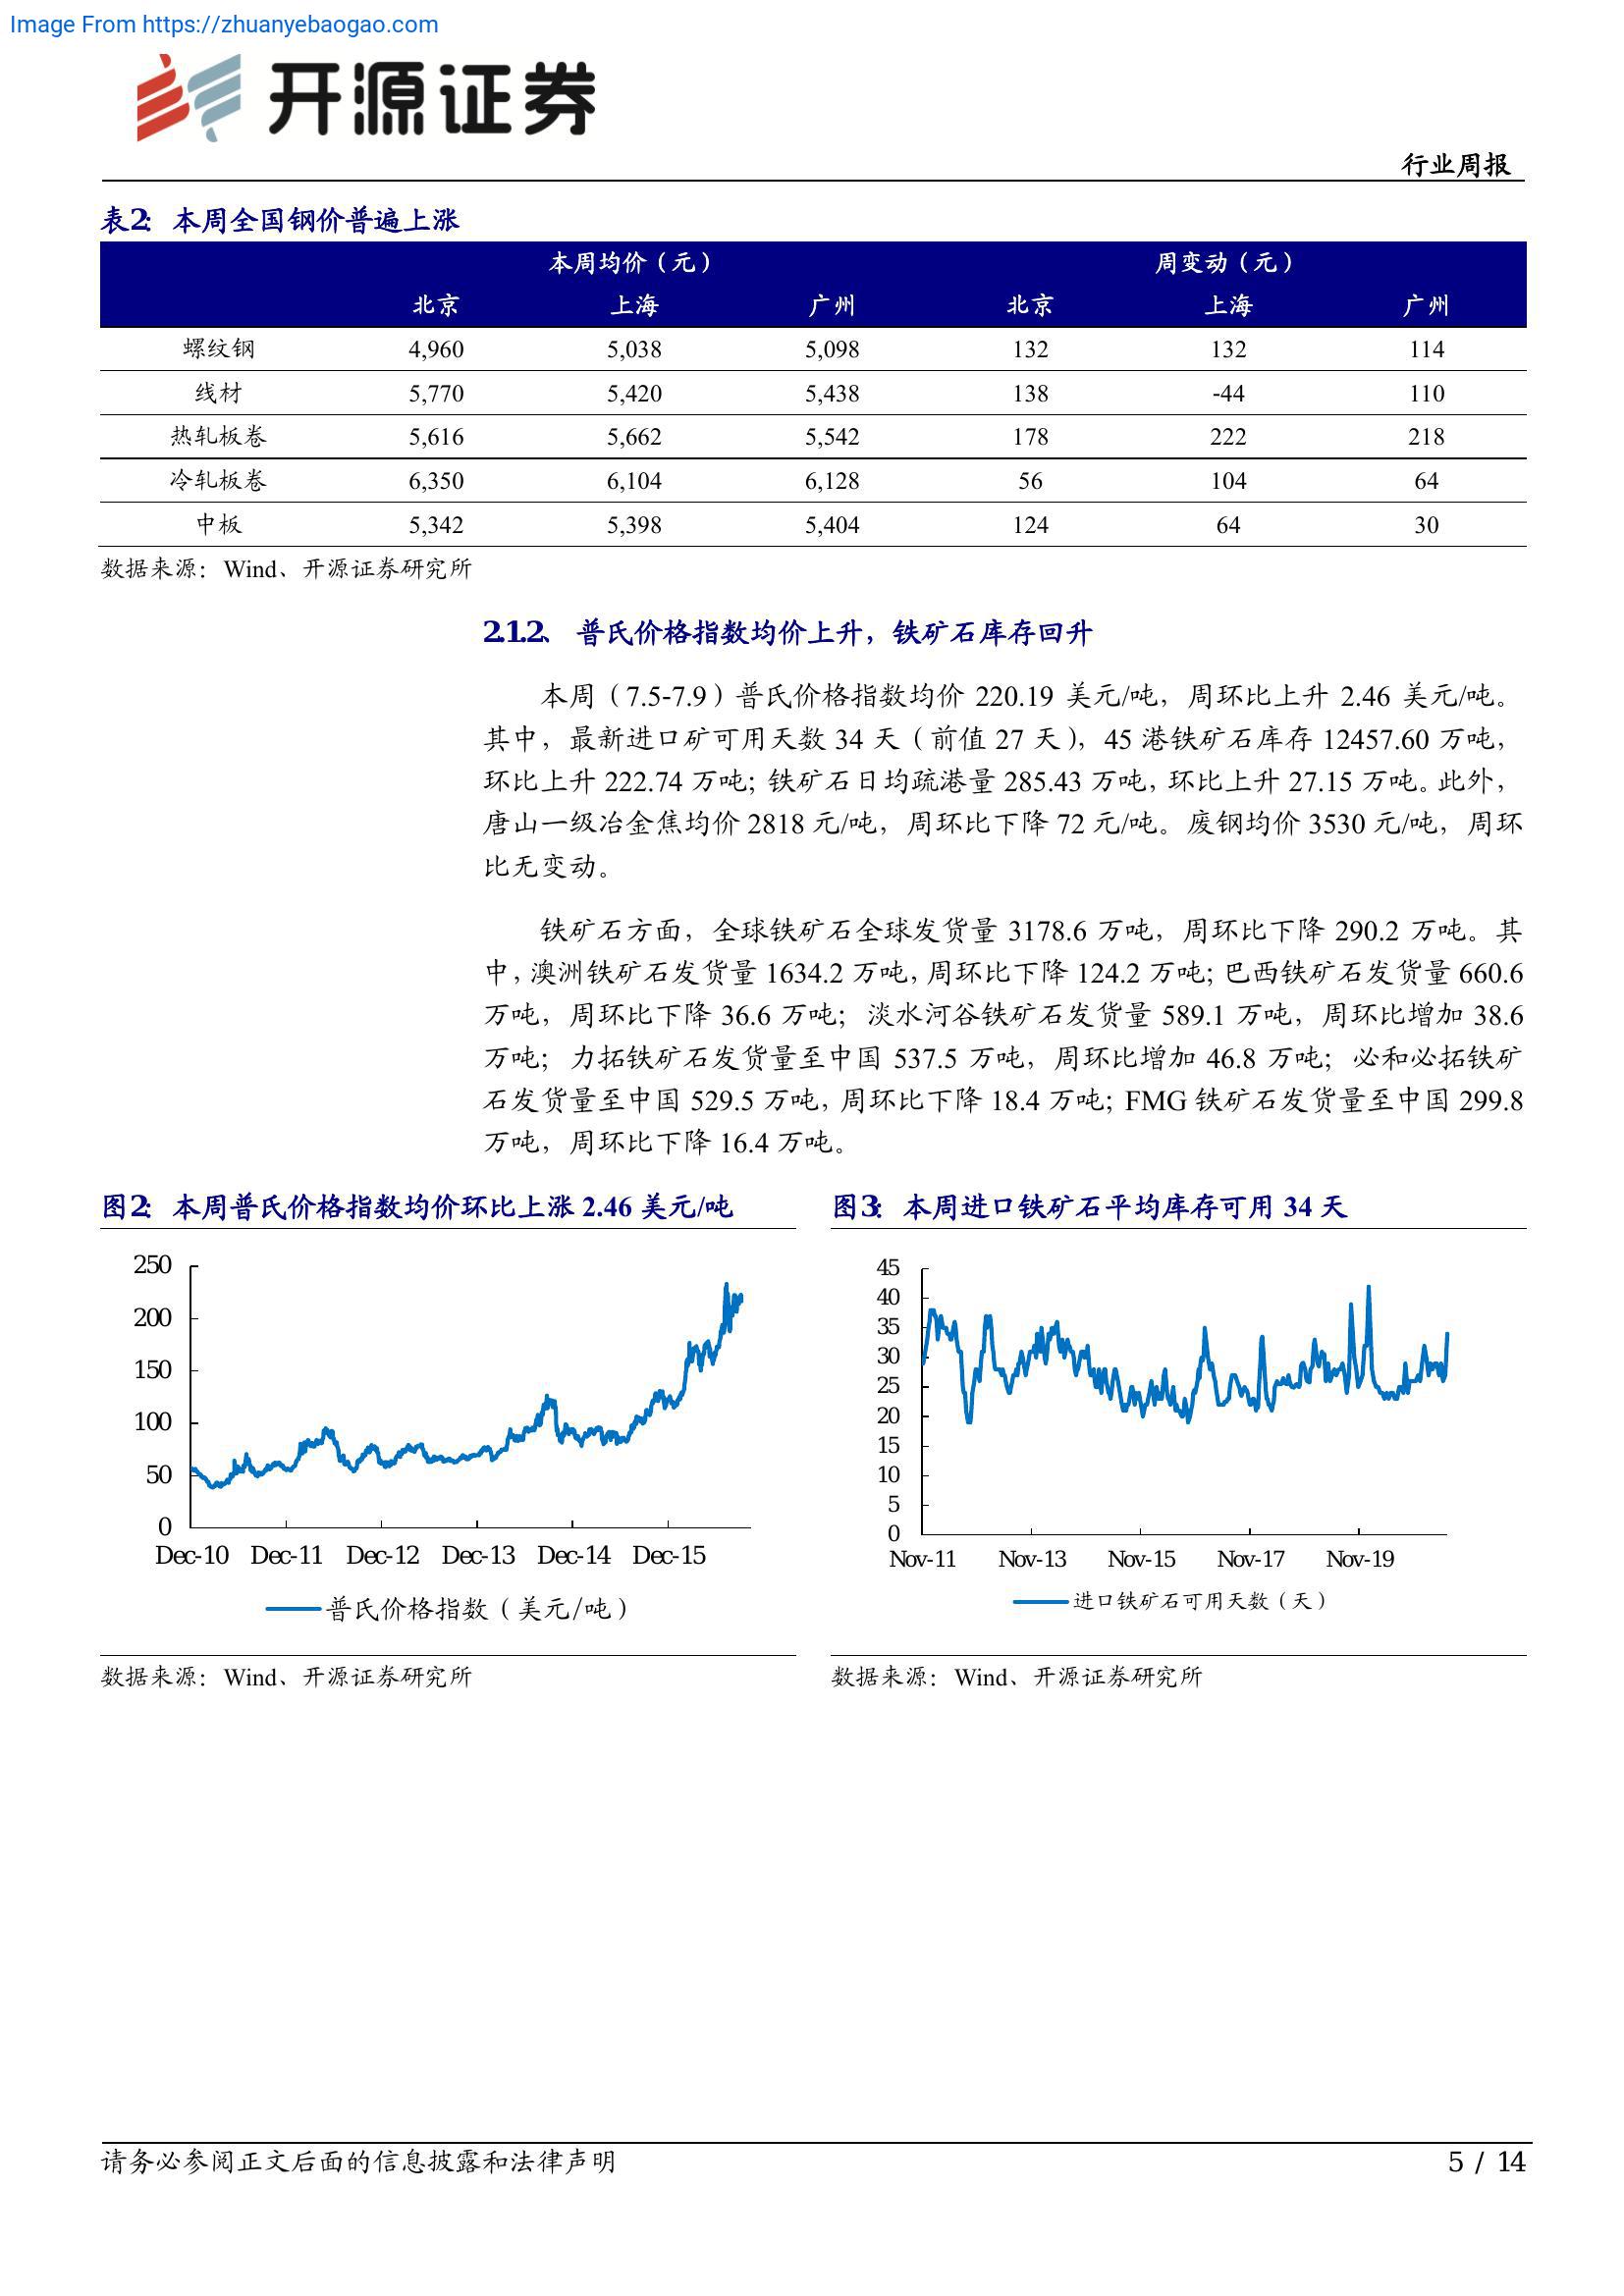 Image From https://zhuanyebaogao.com
开源证券
行业周报
表2：本周全国钢价普遍上涨
本周均价（元） 周变动（元）
北京 上海 广州 北京 上海 广州
螺纹钢 4,960 5,038 5,098 132 132 114
线材 5,770 5,420 5,438 138 -44 110
热轧板卷 5,616 5,662 5,542 178 222 218
冷轧板卷 6,350 6,104 6,128 56 104 64
中板 5,342 5,398 5,404 124 64 30
数据来源：Wind、开源证券研究所
2.1.2、 普氏价格指数均价上升，铁矿石库存回升
本周（7.5-7.9）普氏价格指数均价 220.19 美元/吨，周环比上升 2.46 美元/吨。
其中，最新进口矿可用天数 34 天（前值 27 天），45 港铁矿石库存 12457.60 万吨，
环比上升 222.74 万吨；铁矿石日均疏港量 285.43 万吨，环比上升 27.15 万吨。此外，
唐山一级冶金焦均价 2818 元/吨，周环比下降 72 元/吨。废钢均价 3530 元/吨，周环
比无变动。
铁矿石方面，全球铁矿石全球发货量 3178.6 万吨，周环比下降 290.2 万吨。其
中，澳洲铁矿石发货量 1634.2 万吨，周环比下降 124.2 万吨；巴西铁矿石发货量 660.6
万吨，周环比下降 36.6 万吨；淡水河谷铁矿石发货量 589.1 万吨，周环比增加 38.6
万吨；力拓铁矿石发货量至中国 537.5 万吨，周环比增加 46.8 万吨；必和必拓铁矿
石发货量至中国 529.5 万吨，周环比下降 18.4 万吨；FMG 铁矿石发货量至中国 299.8
万吨，周环比下降 16.4 万吨。
图2：本周普氏价格指数均价环比上涨 2.46 美元/吨
250
200
150
100
50
0
Dec-10 Dec-11 Dec-12 Dec-13 Dec-14 Dec-15
普氏价格指数（美元/吨）
数据来源：Wind、开源证券研究所
图3：本周进口铁矿石平均库存可用 34 天
45
40
35
30
25
20
15
10
5
0
Nov-11 Nov-13 Nov-15 Nov-17 Nov-19
进口铁矿石可用天数（天）
数据来源：Wind、开源证券研究所
请务必参阅正文后面的信息披露和法律声明 5 / 14